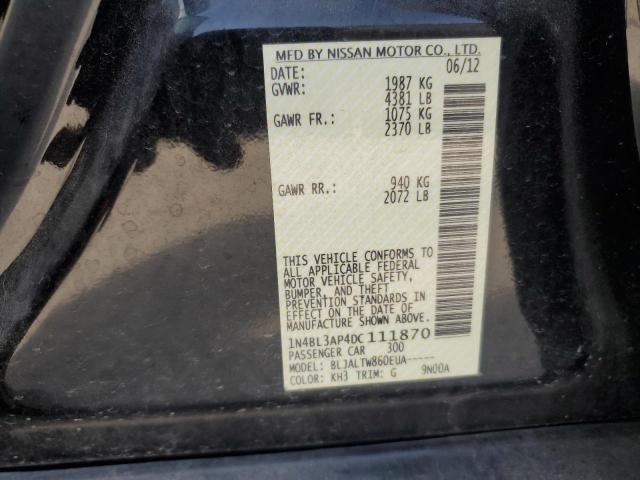 MFD BY NISSAN MOTOR CO., LTD.
DATE: 06/12
GVWR: 1987 KG
4381 LB
GAWR FR.: 1075 KG
2370 LB
GAWR RR.: 940 KG
2072 LB
THIS VEHICLE CONFORMS TO
ALL APPLICABLE FEDERAL
MOTOR VEHICLE SAFETY,
BUMPER, AND THEFT
PREVENTION STANDARDS IN
EFFECT ON THE DATE OF
MANUFACTURE SHOWN ABOVE.
1N4BL3AP4DC111870
PASSENGER CAR 300
MODEL: BLJALTW860EUA-----
COLOR: KH3 TRIM: G 9N00A